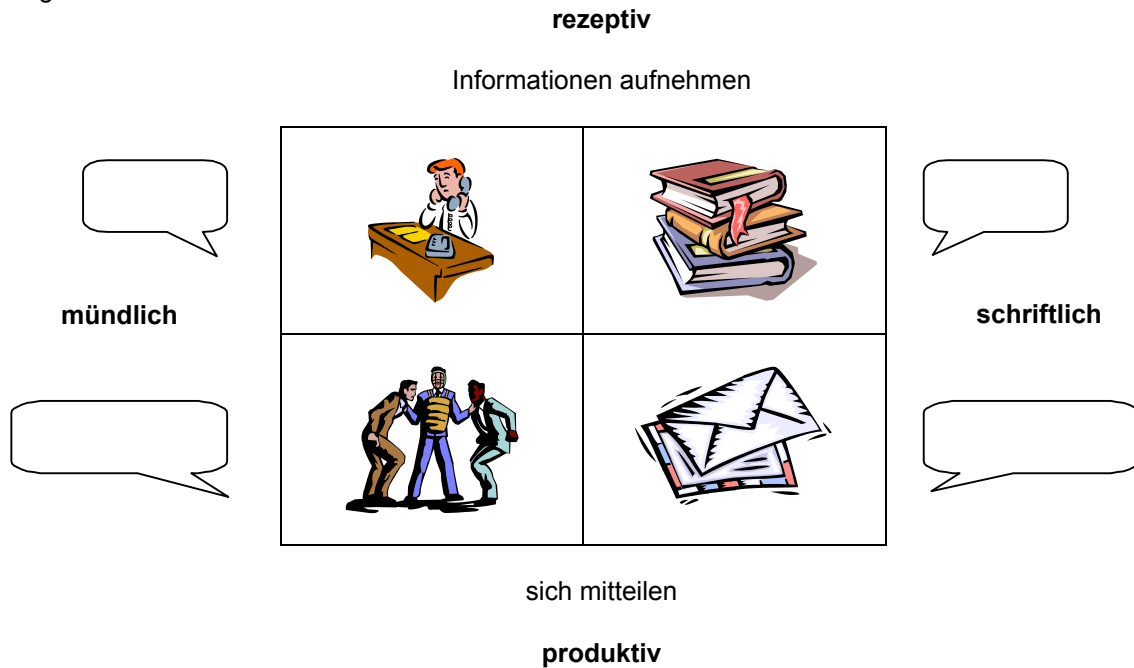 rezeptiv
Informationen aufnehmen
mündlich
schriftlich
sich mitteilen
produktiv